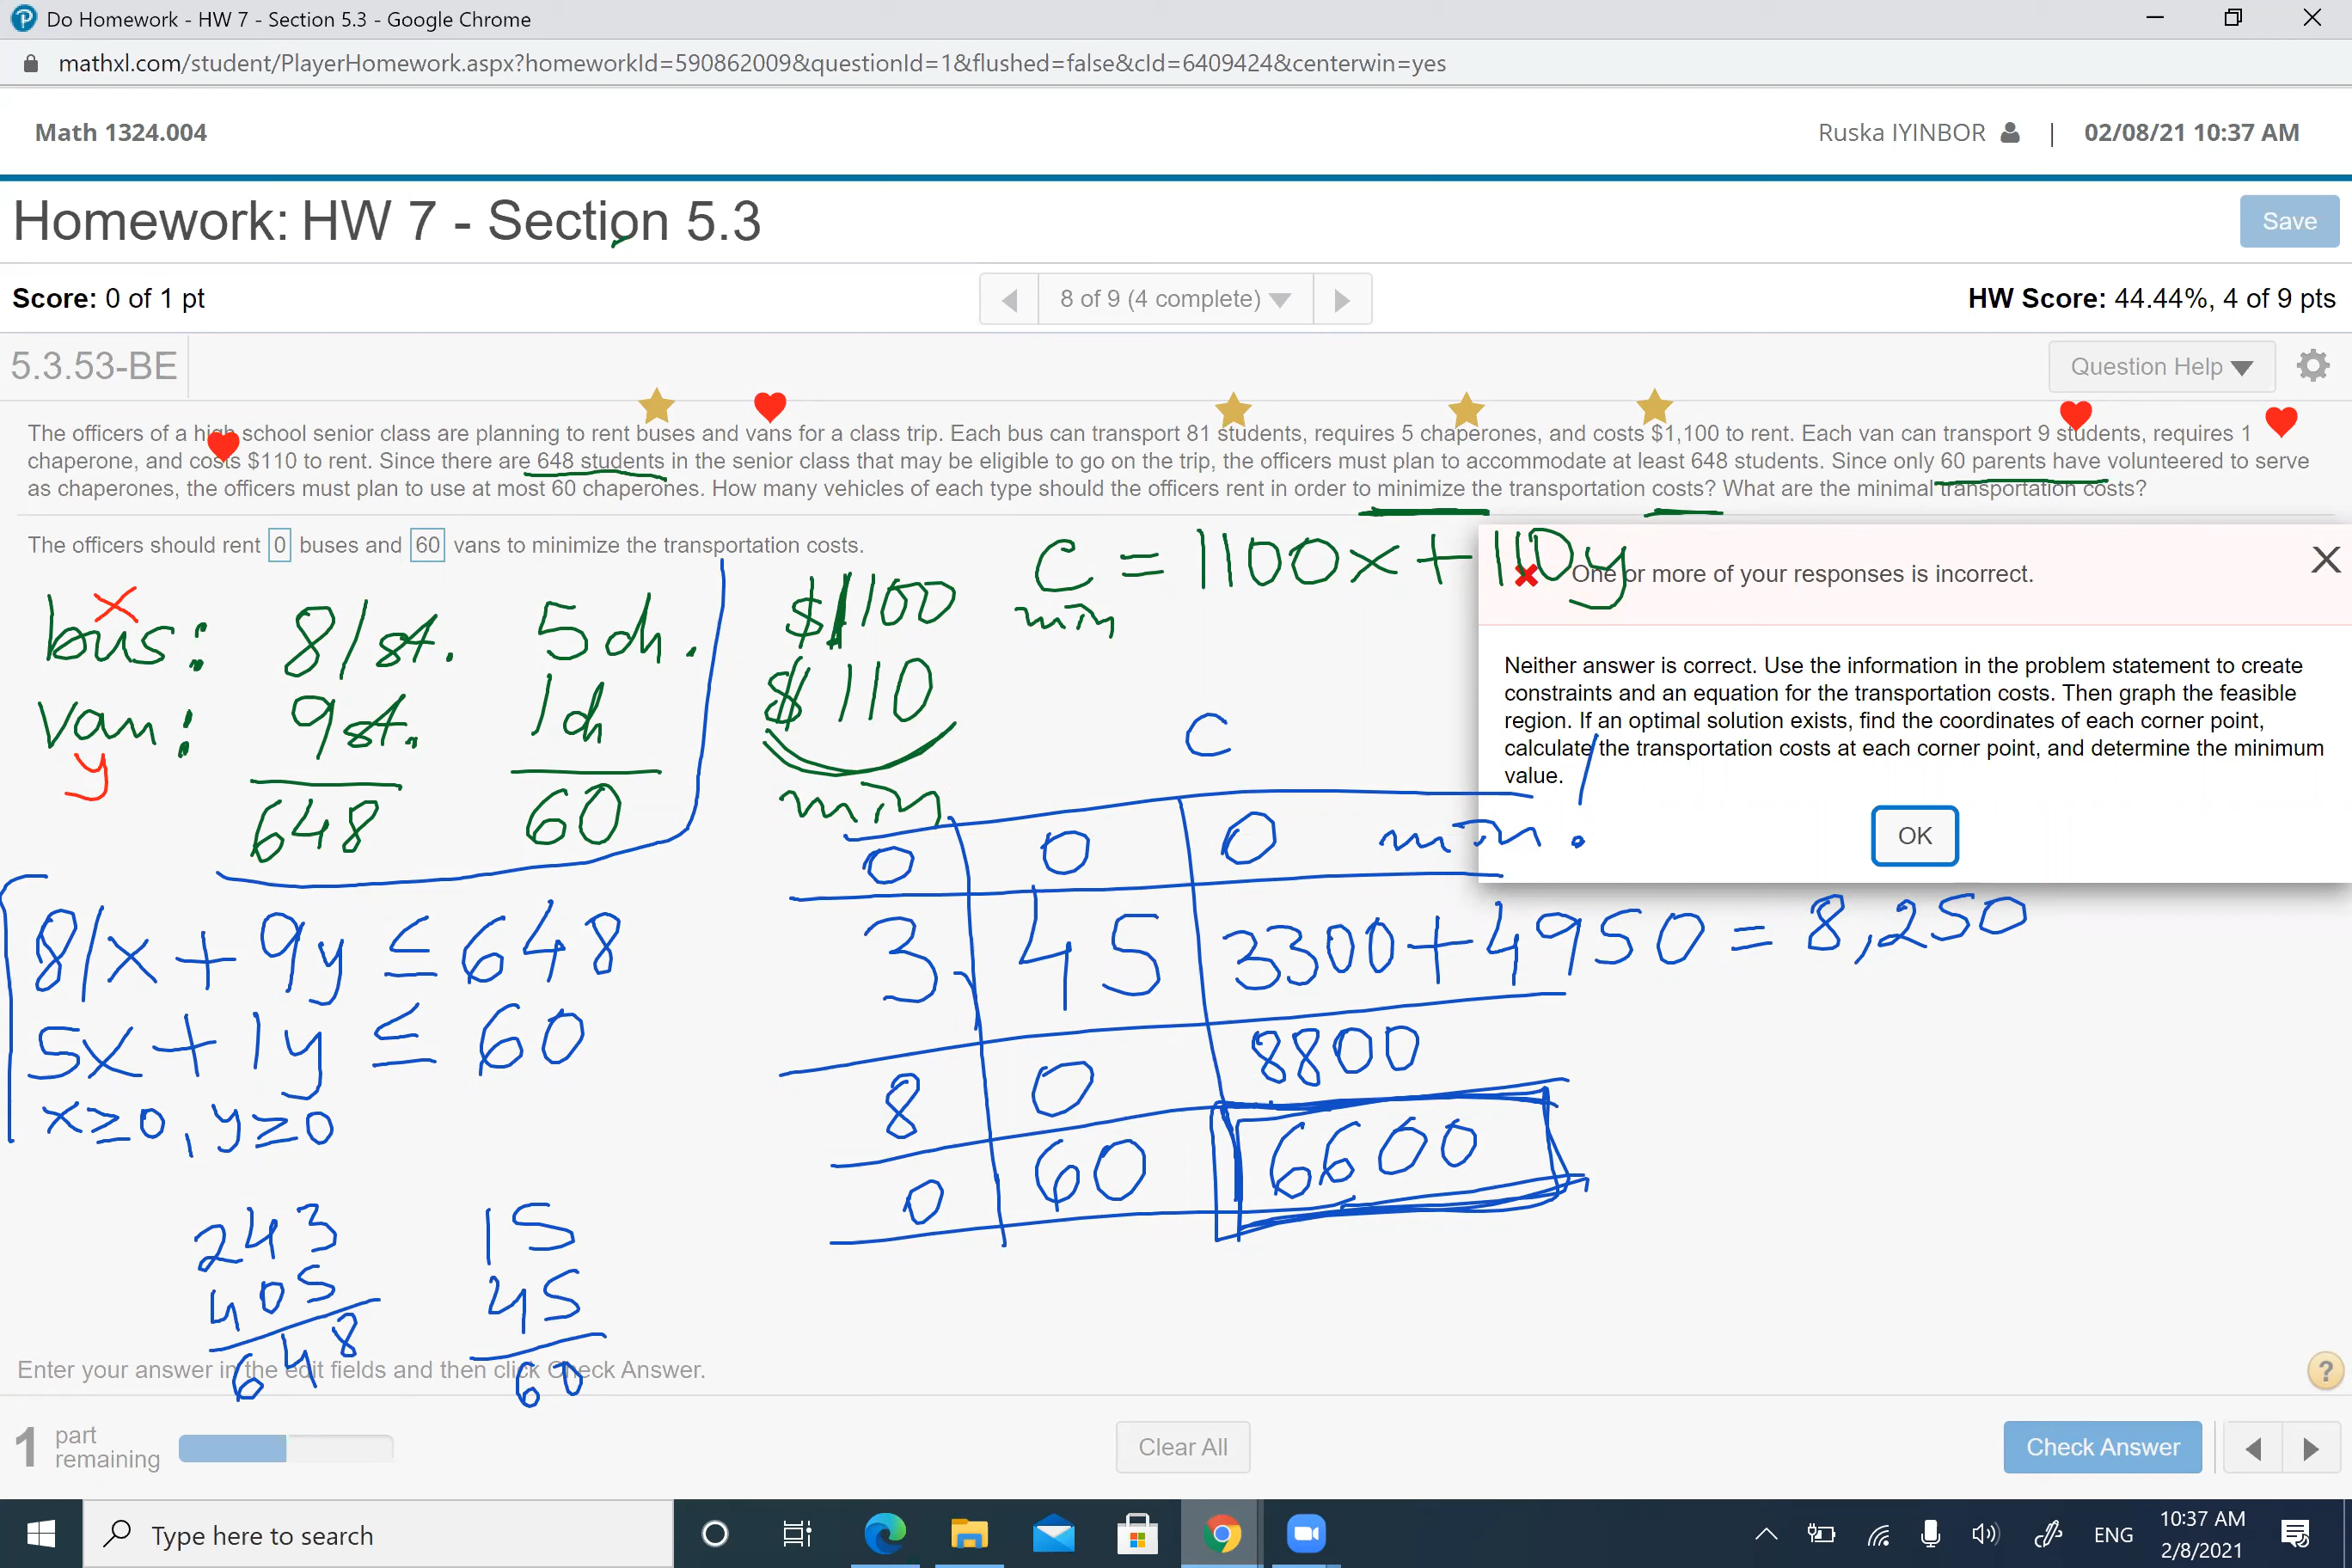 Do Homework - HW 7 - Section 5.3 - Google Chrome
mathxl.com/student/PlayerHomework.aspx?homeworkId=590862009&questionId=1&flushed=false&cId=6409424&centerwin=yes
Math 1324.004
Ruska IYINBOR | 02/08/21 10:37 AM
Homework: HW 7 - Section 5.3
Save
Score: 0 of 1 pt
8 of 9 (4 complete)
HW Score: 44.44%, 4 of 9 pts
5.3.53-BE
Question Help
The officers of a high school senior class are planning to rent buses and vans for a class trip. Each bus can transport 81 students, requires 5 chaperones, and costs $1,100 to rent. Each van can transport 9 students, requires 1
chaperone, and costs $110 to rent. Since there are 648 students in the senior class that may be eligible to go on the trip, the officers must plan to accommodate at least 648 students. Since only 60 parents have volunteered to serve
as chaperones, the officers must plan to use at most 60 chaperones. How many vehicles of each type should the officers rent in order to minimize the transportation costs? What are the minimal transportation costs?
The officers should rent 0 buses and 60 vans to minimize the transportation costs.
C = 1100x + 110y
min
One or more of your responses is incorrect.
Neither answer is correct. Use the information in the problem statement to create
constraints and an equation for the transportation costs. Then graph the feasible
region. If an optimal solution exists, find the coordinates of each corner point,
calculate the transportation costs at each corner point, and determine the minimum
value.
OK
x
bus: 81 st. 5 ch. $1100
van: 9 st. 1 ch $110
y
648 60 min
C
0 0 0 min!
81x + 9y ≤ 648
3 45 3300+4950 = 8,250
5x + 1y ≤ 60
8 0 8800
x≥0, y≥0
0 60 6600
243 15
405 45
648 60
Enter your answer in the edit fields and then click Check Answer.
?
1 part
remaining
Clear All
Check Answer
Type here to search
ENG
10:37 AM
2/8/2021